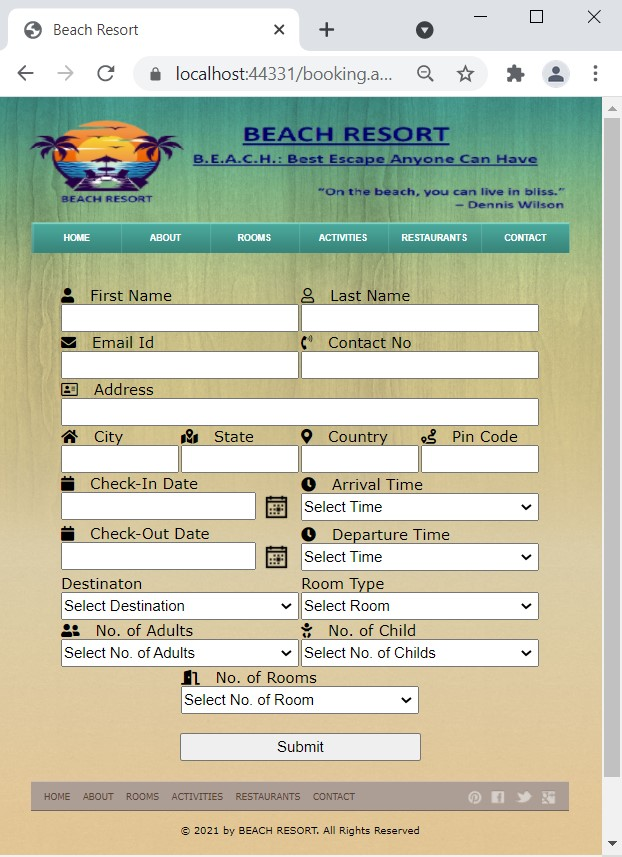 Beach Resort
localhost:44331/booking.a...
BEACH RESORT
B.E.A.C.H.: Best Escape Anyone Can Have
BEACH RESORT
“On the beach, you can live in bliss.”
– Dennis Wilson
HOME ABOUT ROOMS ACTIVITIES RESTAURANTS CONTACT
First Name Last Name
Email Id Contact No
Address
City State Country Pin Code
Check-In Date Arrival Time
Select Time
Check-Out Date Departure Time
Select Time
Destinaton Room Type
Select Destination Select Room
No. of Adults No. of Child
Select No. of Adults Select No. of Childs
No. of Rooms
Select No. of Room
Submit
HOME ABOUT ROOMS ACTIVITIES RESTAURANTS CONTACT
© 2021 by BEACH RESORT. All Rights Reserved